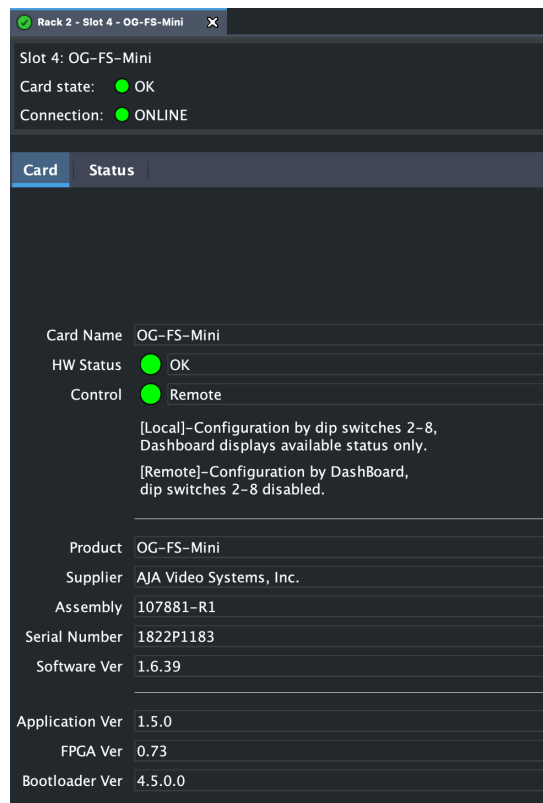 Rack 2 - Slot 4 - OG-FS-Mini X
Slot 4: OG-FS-Mini
Card state: OK
Connection: ONLINE
Card Status
Card Name OG-FS-Mini
HW Status OK
Control Remote
[Local]-Configuration by dip switches 2-8,
Dashboard displays available status only.
[Remote]-Configuration by DashBoard,
dip switches 2-8 disabled.
Product OG-FS-Mini
Supplier AJA Video Systems, Inc.
Assembly 107881-R1
Serial Number 1822P1183
Software Ver 1.6.39
Application Ver 1.5.0
FPGA Ver 0.73
Bootloader Ver 4.5.0.0